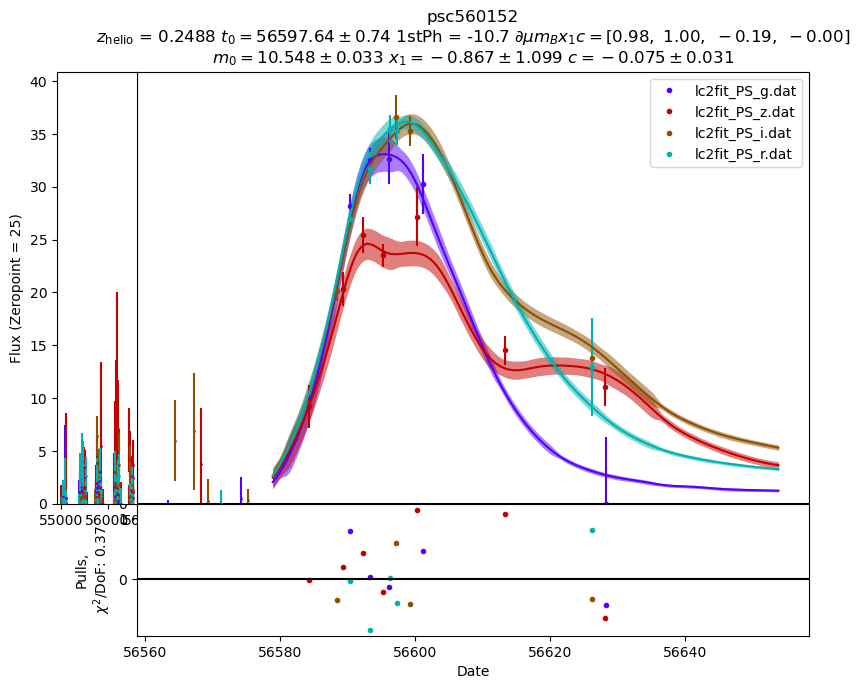 psc560152
z_helio = 0.2488 t_0 = 56597.64 ± 0.74 1stPh = -10.7 ∂μm_Bx_1c = [0.98, 1.00, −0.19, −0.00]
m_0 = 10.548 ± 0.033 x_1 = −0.867 ± 1.099 c = −0.075 ± 0.031
lc2fit_PS_g.dat
lc2fit_PS_z.dat
lc2fit_PS_i.dat
lc2fit_PS_r.dat
Flux (Zeropoint = 25)
40
35
30
25
20
15
10
5
0
0
55000
56000
Pulls,
χ²/DoF: 0.37
0
56560
56580
56600
56620
56640
Date